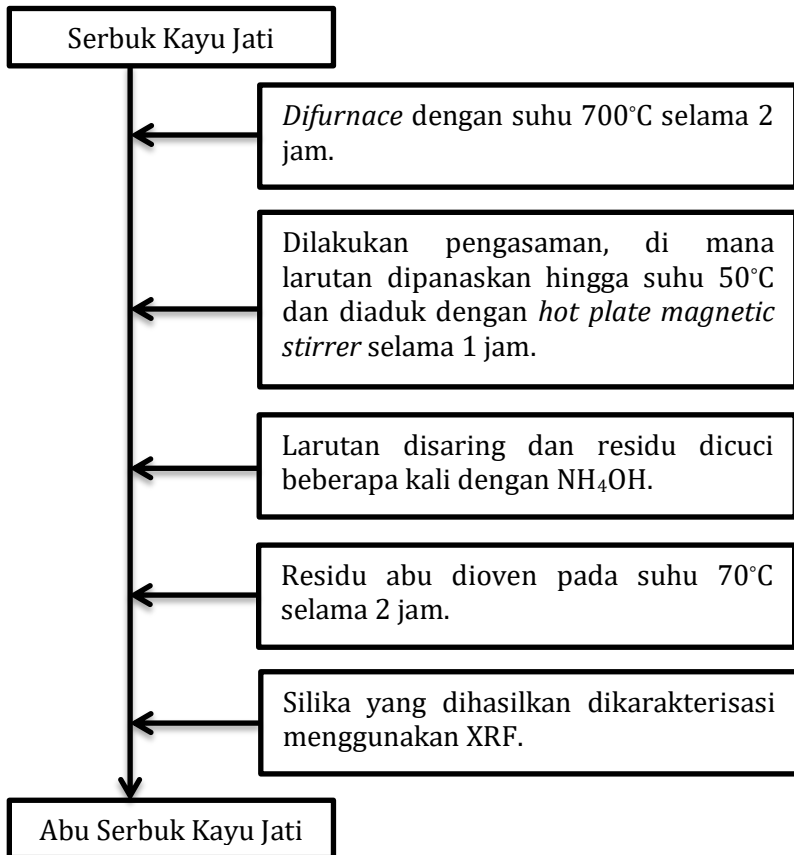 Serbuk Kayu Jati
Difurnace dengan suhu 700°C selama 2
jam.
Dilakukan pengasaman, di mana
larutan dipanaskan hingga suhu 50°C
dan diaduk dengan hot plate magnetic
stirrer selama 1 jam.
Larutan disaring dan residu dicuci
beberapa kali dengan NH₄OH.
Residu abu dioven pada suhu 70°C
selama 2 jam.
Silika yang dihasilkan dikarakterisasi
menggunakan XRF.
Abu Serbuk Kayu Jati